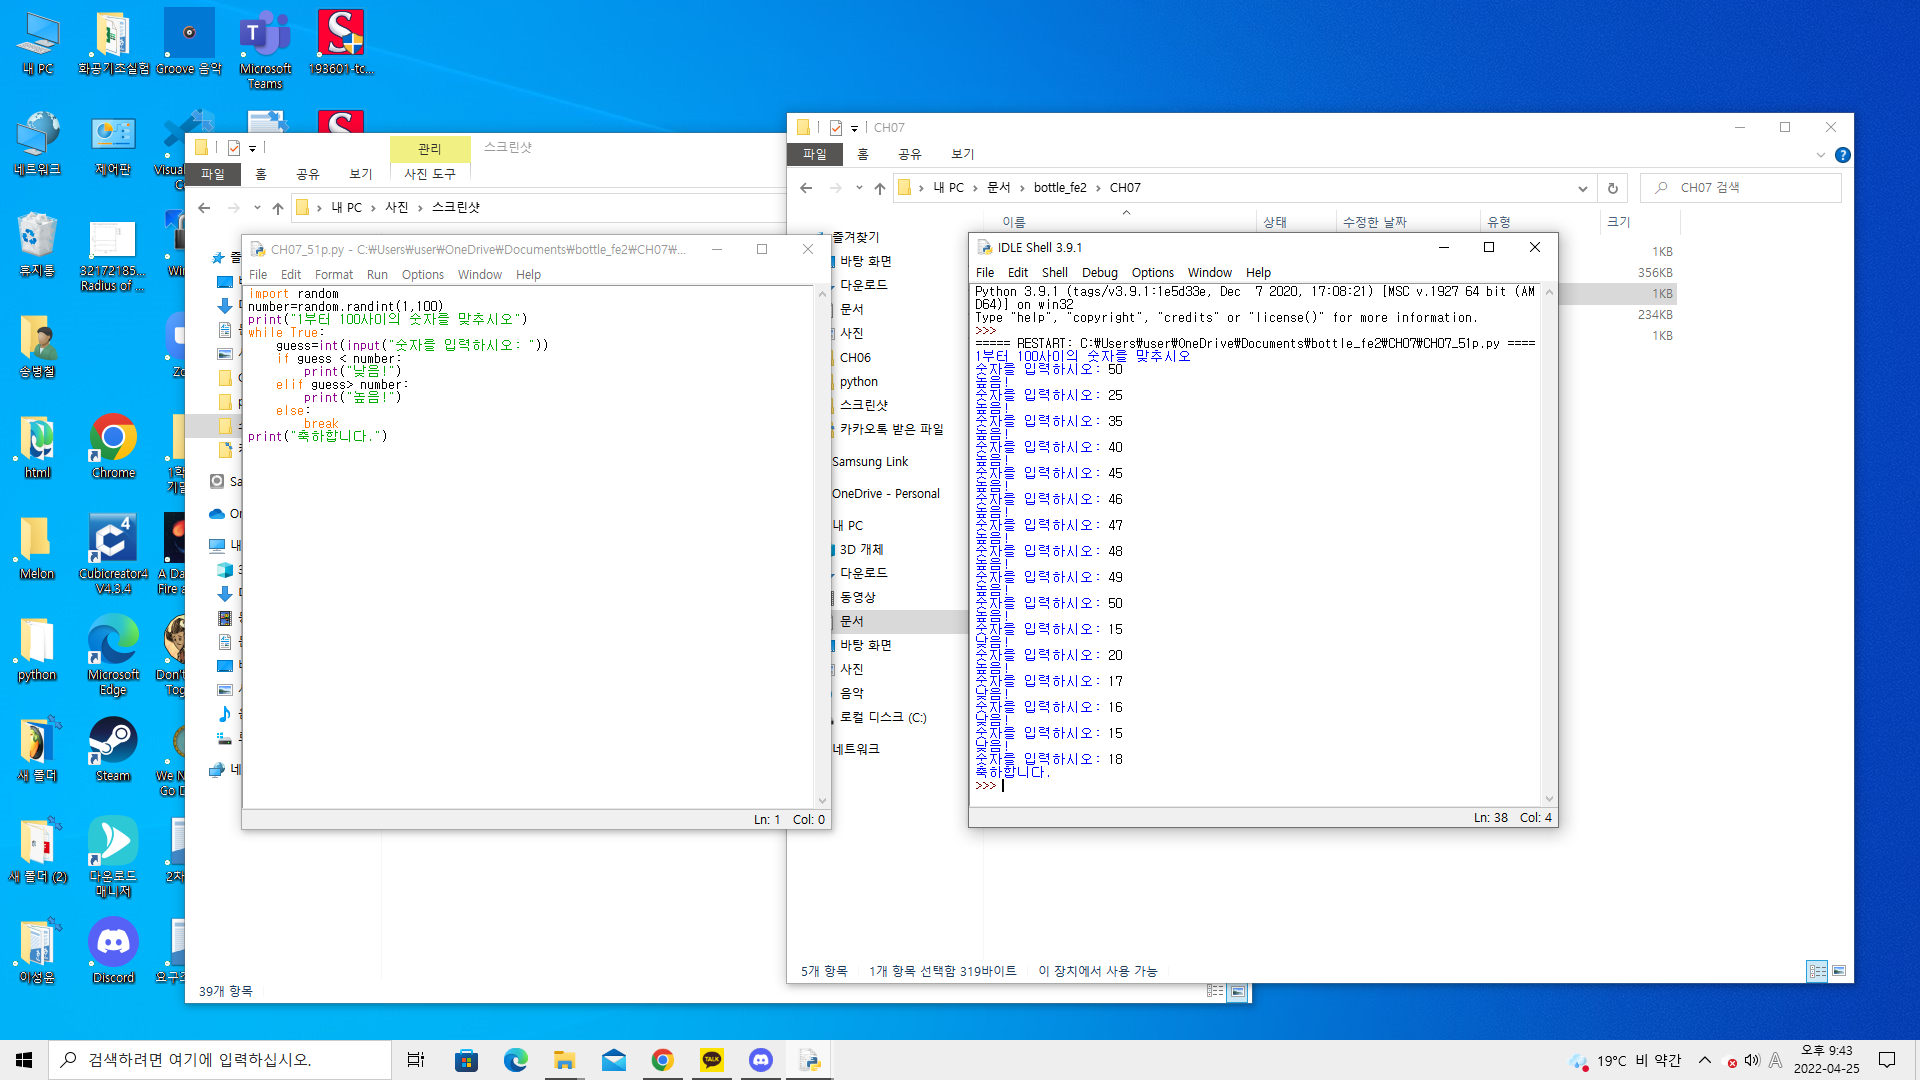 내 PC
화공기초실험
Groove 음악
Microsoft Teams
193601-tc...
네트워크
제어판
휴지통
32172185... Radius of ...
송병철
html
Chrome
Melon
Cubicreator4 V4.3.4
python
Microsoft Edge
새 폴더
Steam
새 폴더 (2)
다운로드 매니저
이성윤
Discord
관리
스크린샷
파일
홈
공유
보기
사진 도구
내 PC
사진
스크린샷
39개 항목
CH07_51p.py - C:₩Users₩user₩OneDrive₩Documents₩bottle_fe2₩CH07₩...
File Edit Format Run Options Window Help
import random
number=random.randint(1,100)
print("1부터 100사이의 숫자를 맞추시오")
while True:
guess=int(input("숫자를 입력하시오: "))
if guess < number:
print("낮음!")
elif guess> number:
print("높음!")
else:
break
print("축하합니다.")
Ln: 1 Col: 0
CH07
파일
홈
공유
보기
내 PC
문서
bottle_fe2
CH07
CH07 검색
이름
상태
수정한 날짜
유형
크기
1KB
356KB
1KB
234KB
1KB
즐겨찾기
바탕 화면
다운로드
문서
사진
CH06
python
스크린샷
카카오톡 받은 파일
Samsung Link
OneDrive - Personal
내 PC
3D 개체
다운로드
동영상
문서
바탕 화면
사진
음악
로컬 디스크 (C:)
네트워크
5개 항목
1개 항목 선택함 319바이트
이 장치에서 사용 가능
IDLE Shell 3.9.1
File Edit Shell Debug Options Window Help
Python 3.9.1 (tags/v3.9.1:1e5d33e, Dec 7 2020, 17:08:21) [MSC v.1927 64 bit (AM
D64)] on win32
Type "help", "copyright", "credits" or "license()" for more information.
>>>
===== RESTART: C:₩Users₩user₩OneDrive₩Documents₩bottle_fe2₩CH07₩CH07_51p.py ====
1부터 100사이의 숫자를 맞추시오
숫자를 입력하시오: 50
높음!
숫자를 입력하시오: 25
높음!
숫자를 입력하시오: 35
높음!
숫자를 입력하시오: 40
높음!
숫자를 입력하시오: 45
높음!
숫자를 입력하시오: 46
높음!
숫자를 입력하시오: 47
높음!
숫자를 입력하시오: 48
높음!
숫자를 입력하시오: 49
높음!
숫자를 입력하시오: 50
높음!
숫자를 입력하시오: 15
낮음!
숫자를 입력하시오: 20
높음!
숫자를 입력하시오: 17
낮음!
숫자를 입력하시오: 16
낮음!
숫자를 입력하시오: 15
낮음!
숫자를 입력하시오: 18
축하합니다.
>>>
Ln: 38 Col: 4
검색하려면 여기에 입력하십시오.
TALK
19°C 비 약간
A
오후 9:43
2022-04-25